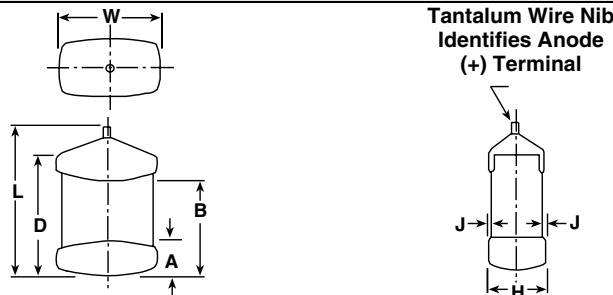 W
Tantalum Wire Nib
Identifies Anode
(+) Terminal
L
D
B
A
J
J
H